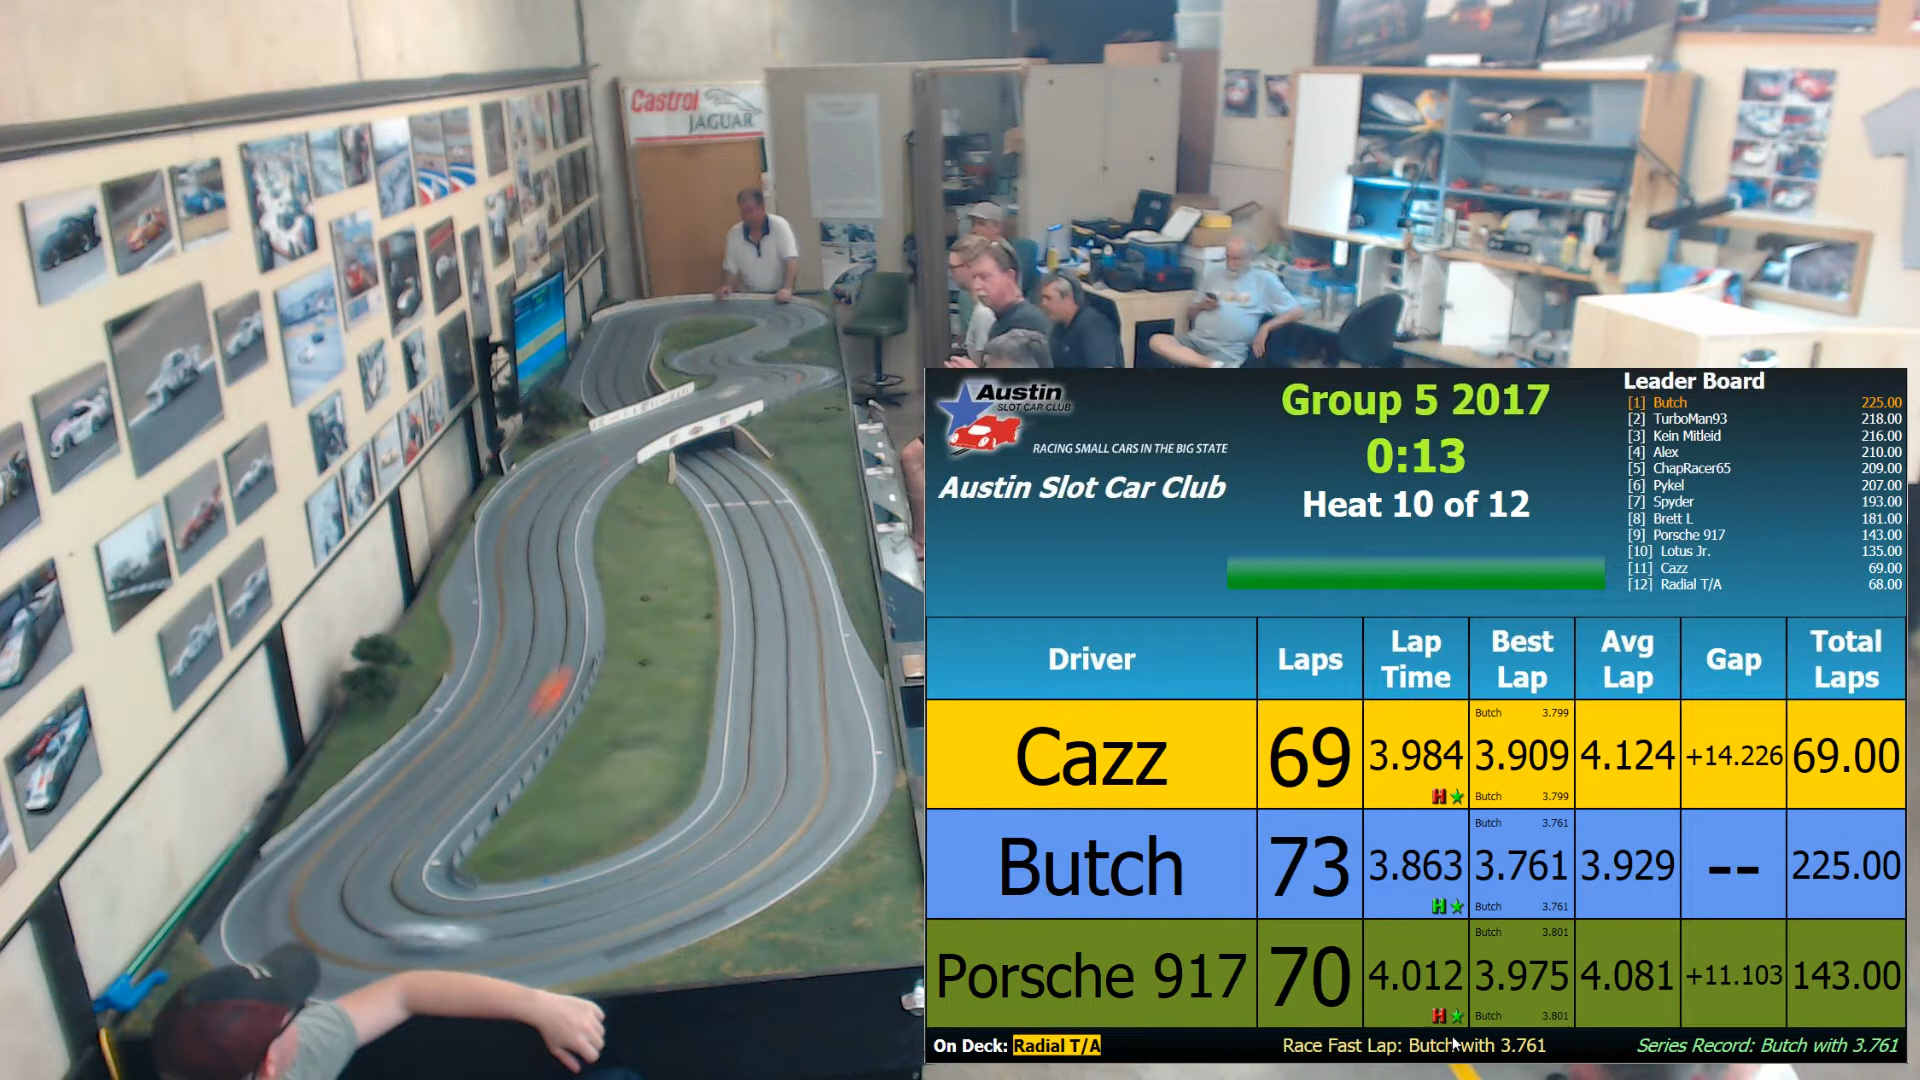 Castrol
JAGUAR
Austin
SLOT CAR CLUB
RACING SMALL CARS IN THE BIG STATE
Austin Slot Car Club
Group 5 2017
0:13
Heat 10 of 12
Leader Board
[1] Butch 225.00
[2] TurboMan93 218.00
[3] Kein Mitleid 216.00
[4] Alex 210.00
[5] ChapRacer65 209.00
[6] Pykel 207.00
[7] Spyder 193.00
[8] Brett L 181.00
[9] Porsche 917 143.00
[10] Lotus Jr. 135.00
[11] Cazz 69.00
[12] Radial T/A 68.00
Driver Laps Lap Time Best Lap Avg Lap Gap Total Laps
Butch 3.799
Cazz 69 3.984 3.909 4.124 +14.226 69.00
H Butch 3.799
Butch 3.761
Butch 73 3.863 3.761 3.929 -- 225.00
H Butch 3.761
Butch 3.801
Porsche 917 70 4.012 3.975 4.081 +11.103 143.00
H Butch 3.801
On Deck: Radial T/A Race Fast Lap: Butch with 3.761 Series Record: Butch with 3.761